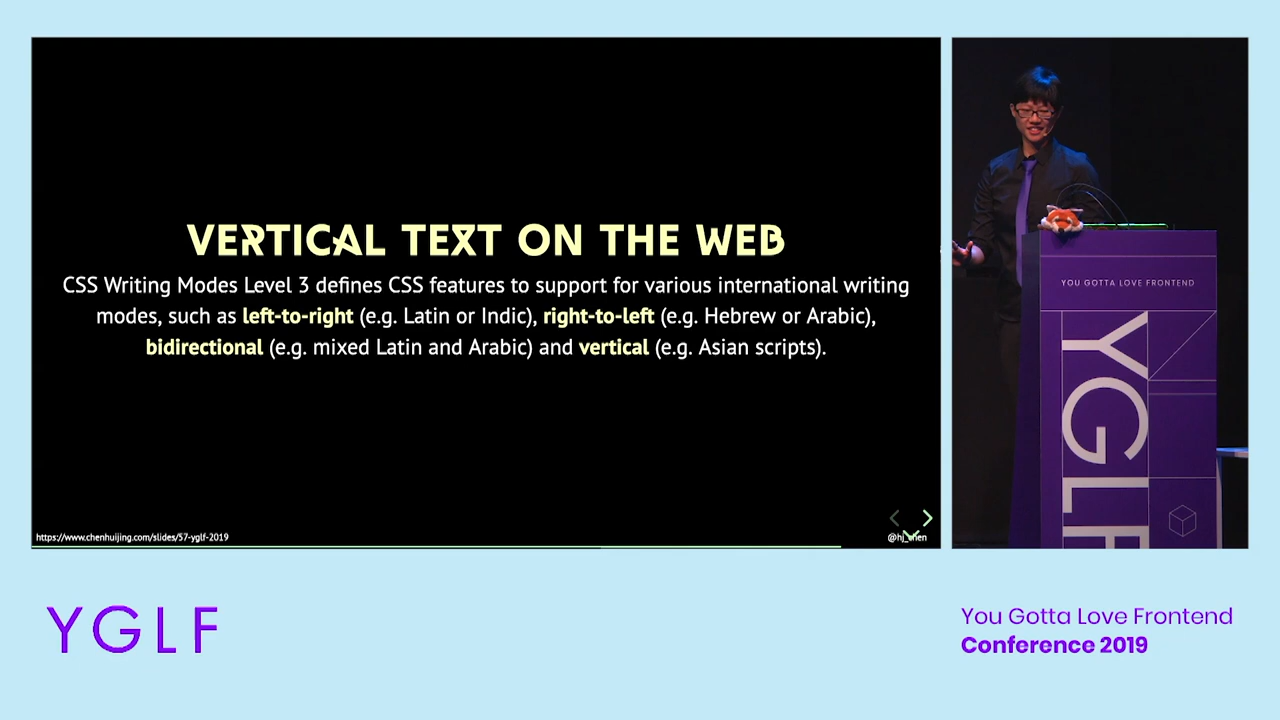 VERTICAL TEXT ON THE WEB
CSS Writing Modes Level 3 defines CSS features to support for various international writing
modes, such as left-to-right (e.g. Latin or Indic), right-to-left (e.g. Hebrew or Arabic),
bidirectional (e.g. mixed Latin and Arabic) and vertical (e.g. Asian scripts).
https://www.chenhuijing.com/slides/57-yglf-2019
@hj_chen
YOU GOTTA LOVE FRONTEND
YGLF
YGLF
You Gotta Love Frontend
Conference 2019